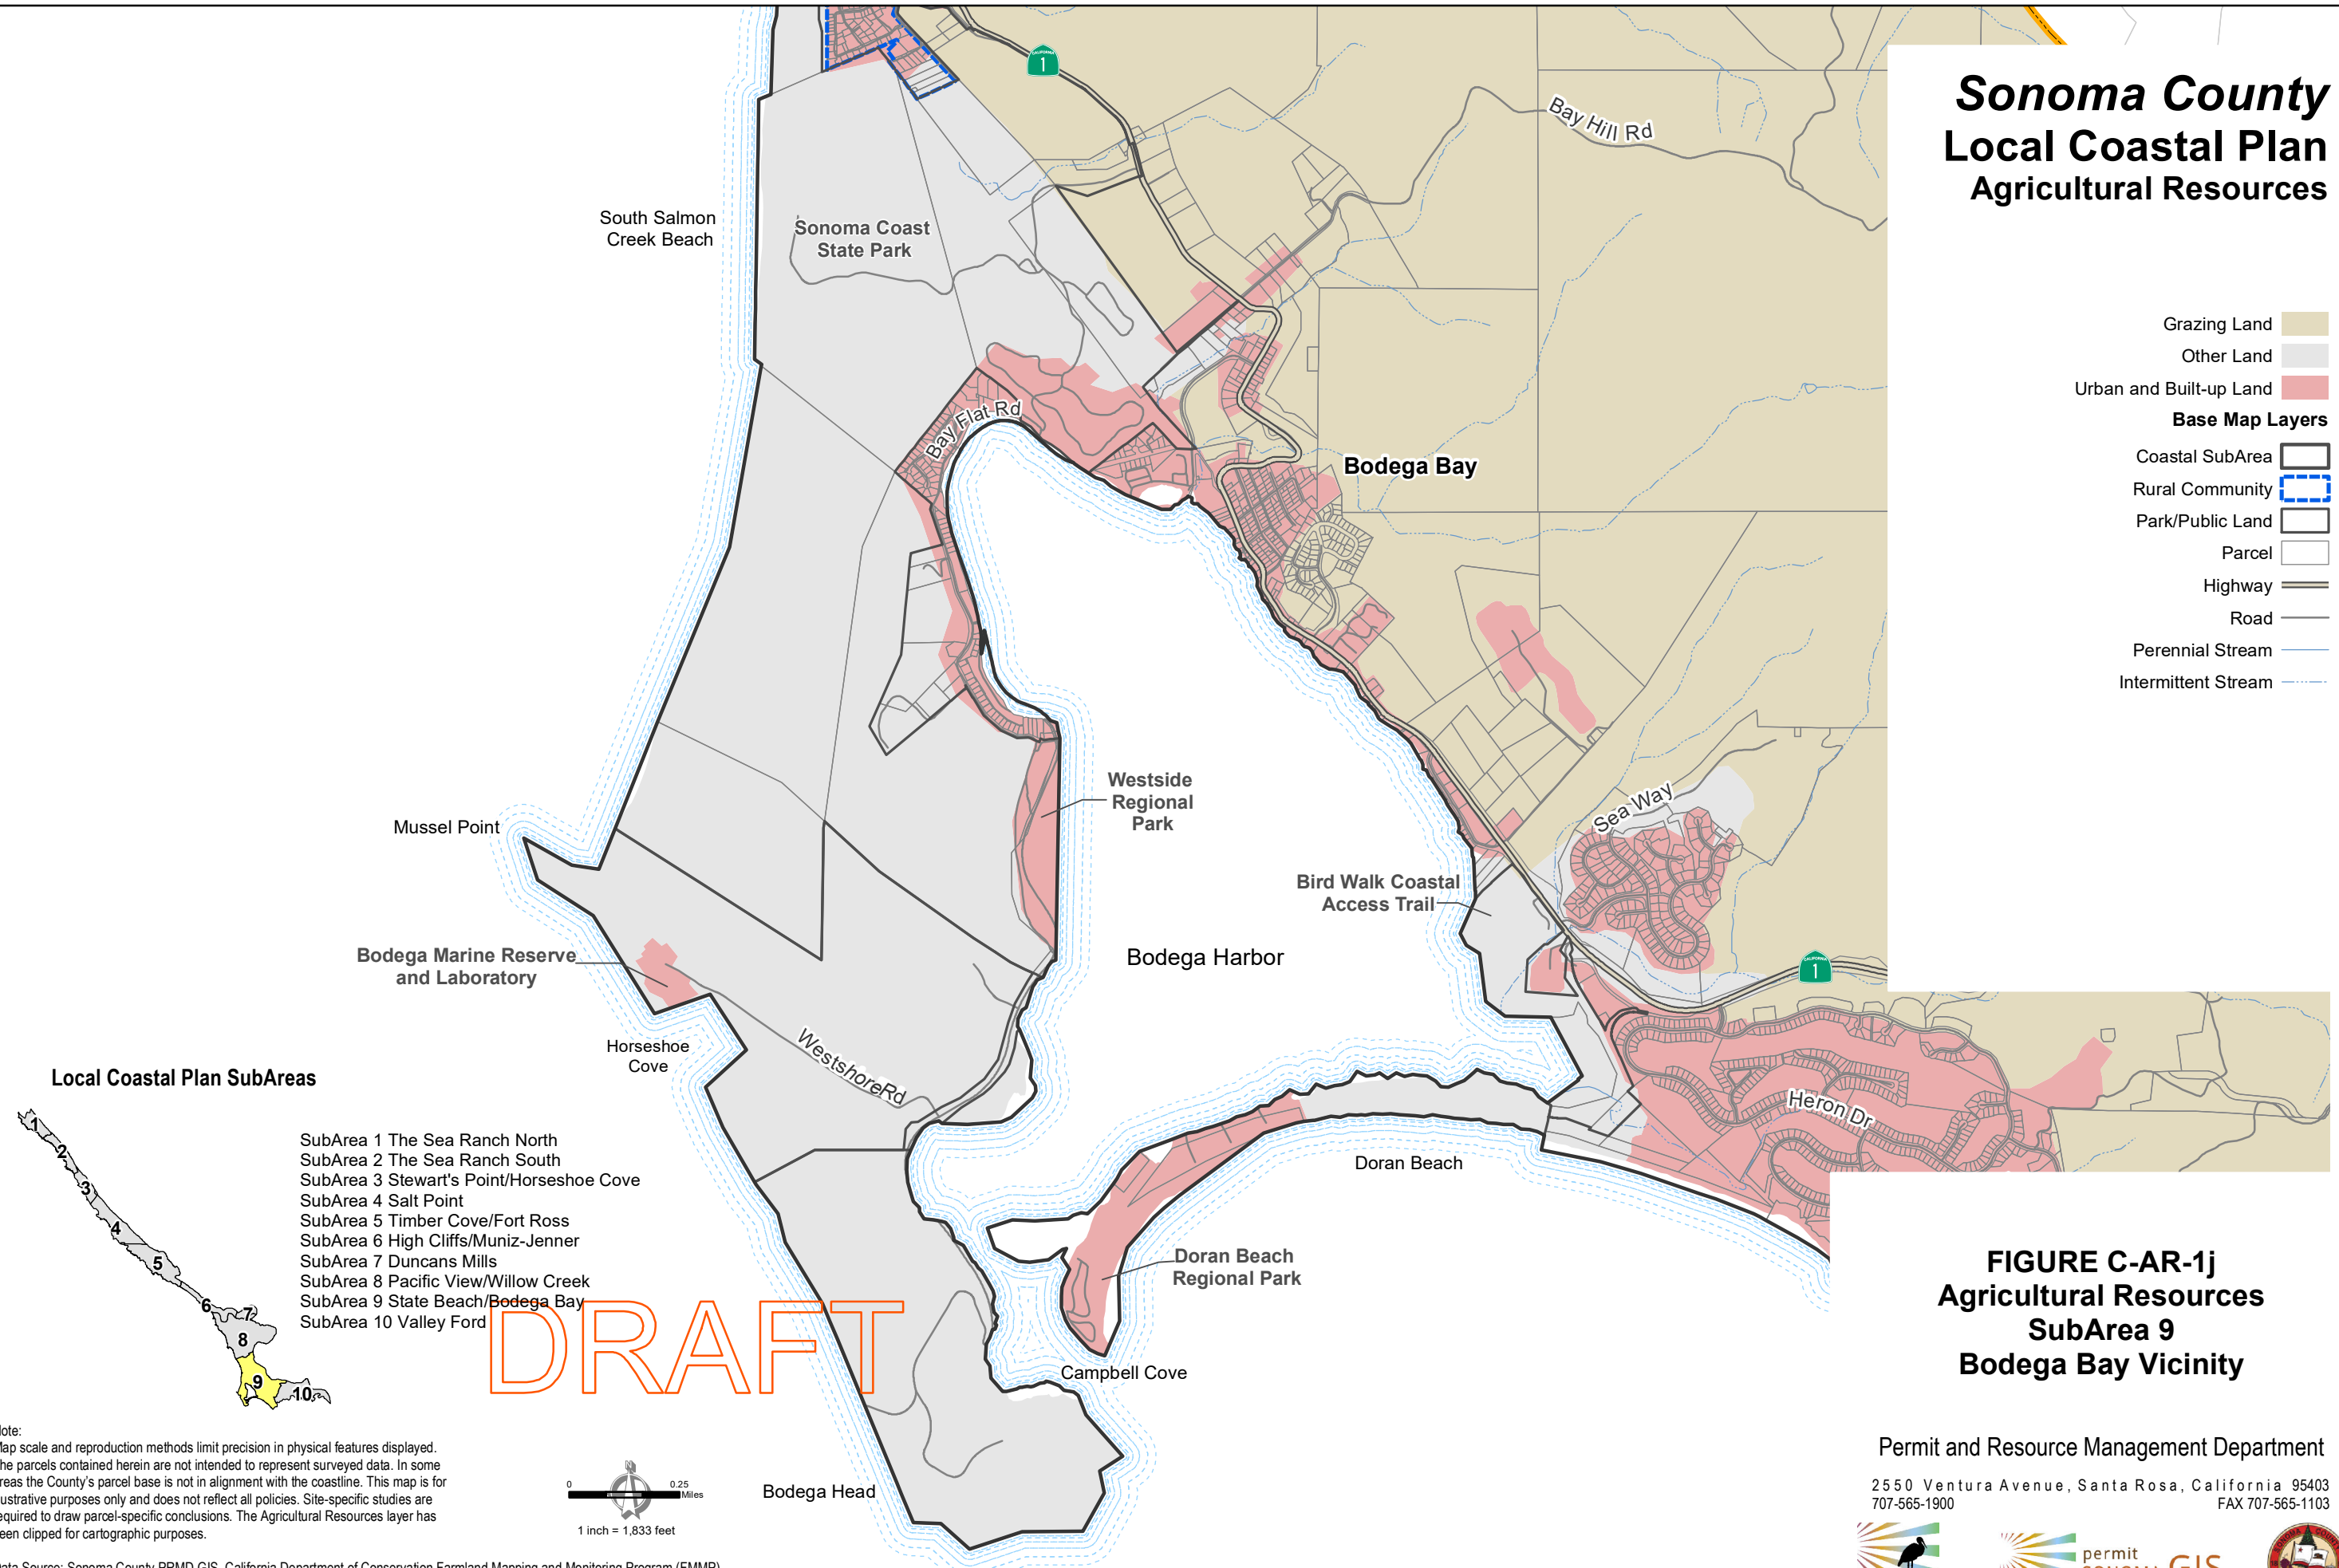 Sonoma County
Local Coastal Plan
Agricultural Resources
Grazing Land
Other Land
Urban and Built-up Land
Base Map Layers
Coastal SubArea
Rural Community
Park/Public Land
Parcel
Highway
Road
Perennial Stream
Intermittent Stream
1
Bay Hill Rd
South Salmon
Creek Beach
Sonoma Coast
State Park
Bay Flat Rd
Bodega Bay
Westside
Regional
Park
Sea Way
Mussel Point
Bird Walk Coastal
Access Trail
Bodega Marine Reserve
and Laboratory
Bodega Harbor
1
Horseshoe
Cove
Westshore Rd
Heron Dr
Doran Beach
Doran Beach
Regional Park
Campbell Cove
Bodega Head
Local Coastal Plan SubAreas
1
2
3
4
5
6
7
8
9
10
SubArea 1 The Sea Ranch North
SubArea 2 The Sea Ranch South
SubArea 3 Stewart's Point/Horseshoe Cove
SubArea 4 Salt Point
SubArea 5 Timber Cove/Fort Ross
SubArea 6 High Cliffs/Muniz-Jenner
SubArea 7 Duncans Mills
SubArea 8 Pacific View/Willow Creek
SubArea 9 State Beach/Bodega Bay
SubArea 10 Valley Ford
DRAFT
scale and reproduction methods limit precision in physical features displayed.
parcels contained herein are not intended to represent surveyed data. In some
the County's parcel base is not in alignment with the coastline. This map is for
purposes only and does not reflect all policies. Site-specific studies are
to draw parcel-specific conclusions. The Agricultural Resources layer has
clipped for cartographic purposes.
N
0 0.25
Miles
1 inch = 1,833 feet
FIGURE C-AR-1j
Agricultural Resources
SubArea 9
Bodega Bay Vicinity
Permit and Resource Management Department
2550 Ventura Avenue, Santa Rosa, California 95403
707-565-1900 FAX 707-565-1103
permit